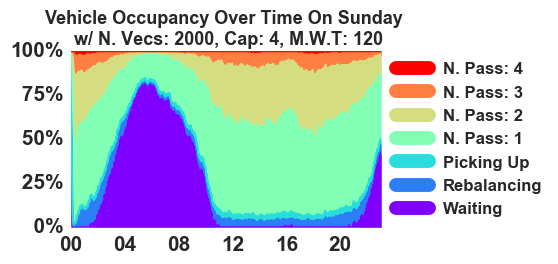 Vehicle Occupancy Over Time On Sunday
w/ N. Vecs: 2000, Cap: 4, M.W.T: 120
100%
75%
50%
25%
0%
00 04 08 12 16 20
N. Pass: 4
N. Pass: 3
N. Pass: 2
N. Pass: 1
Picking Up
Rebalancing
Waiting